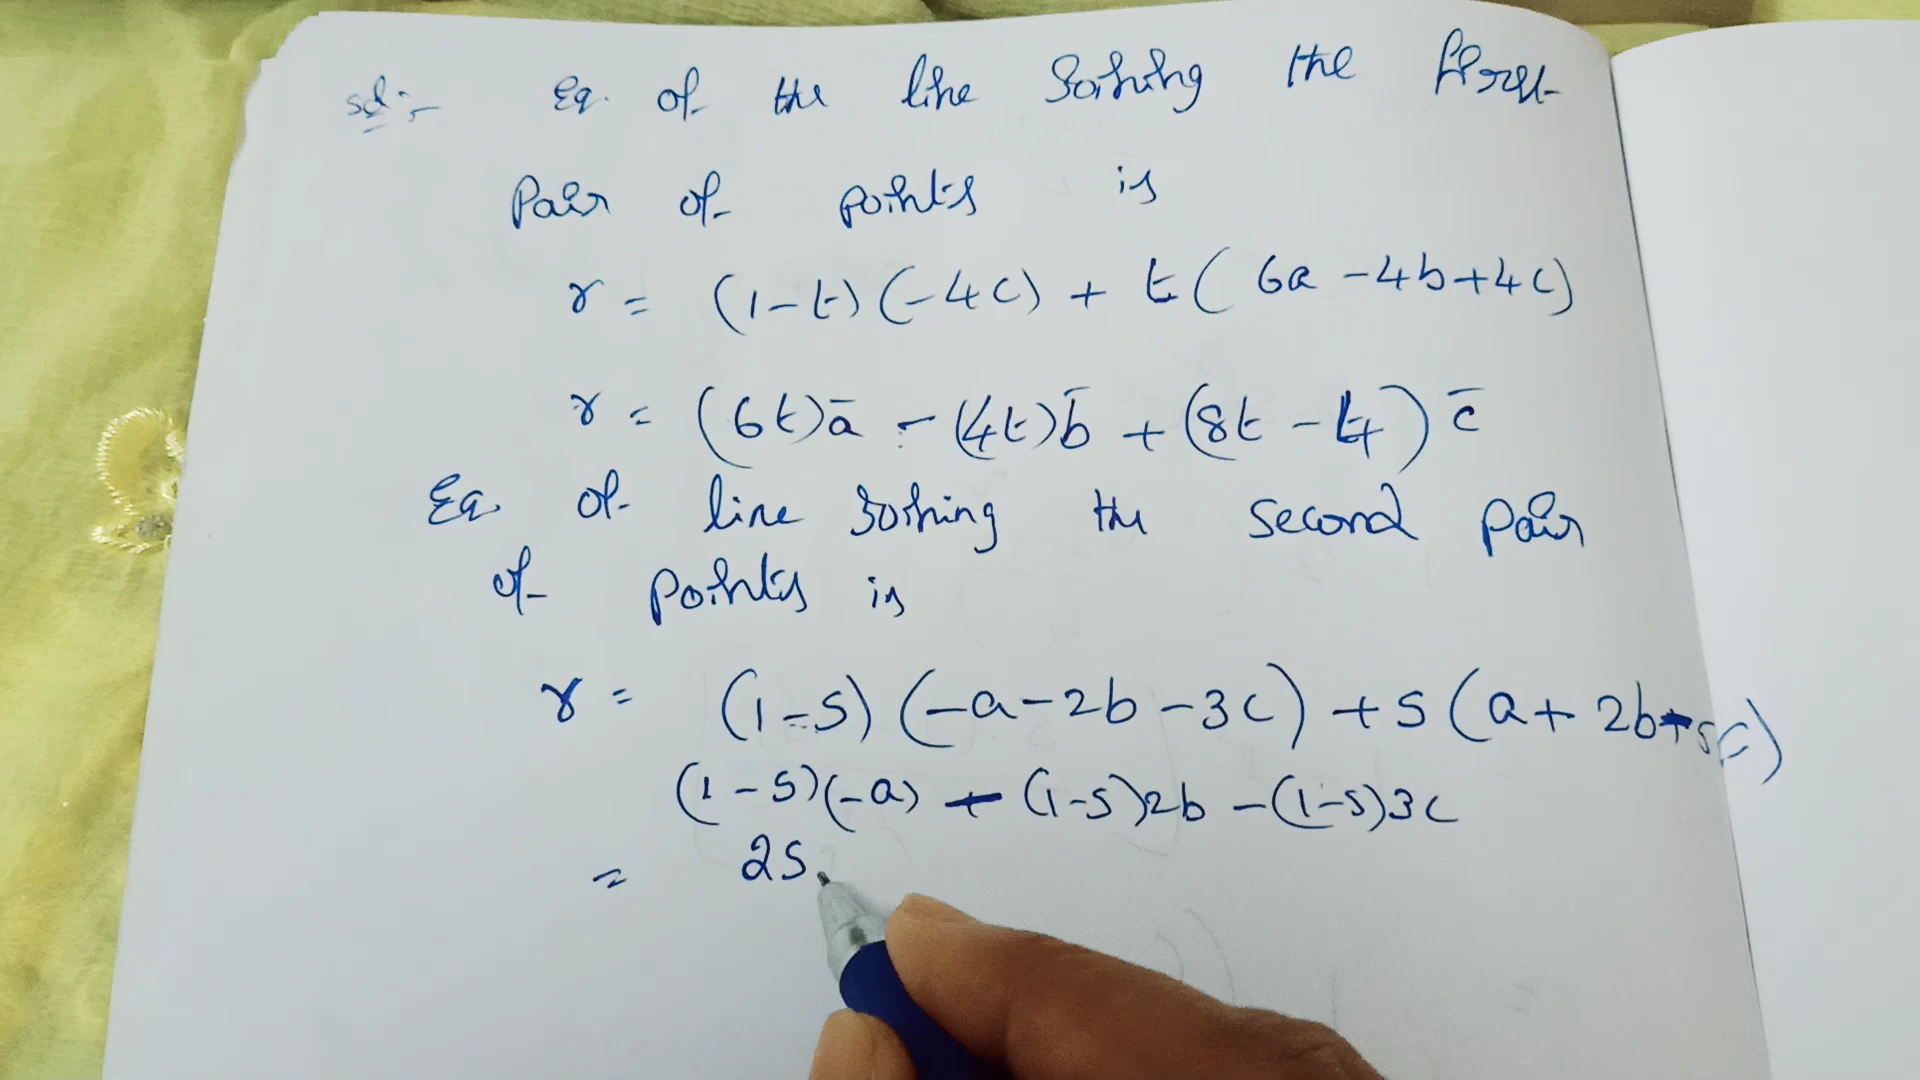 sol :- Eq. of the line Joining the first
Pair of points is
r = (1-t)(-4c) + t(6a-4b+4c)
r = (6t)a̅ - (4t)b̅ + (8t-4)c̅
Eq. of line Joining the second pair
of points is
r = (1-s)(-a-2b-3c) + s(a+2b-5c)
(1-s)(-a) - (1-s)2b - (1-s)3c
= 2s